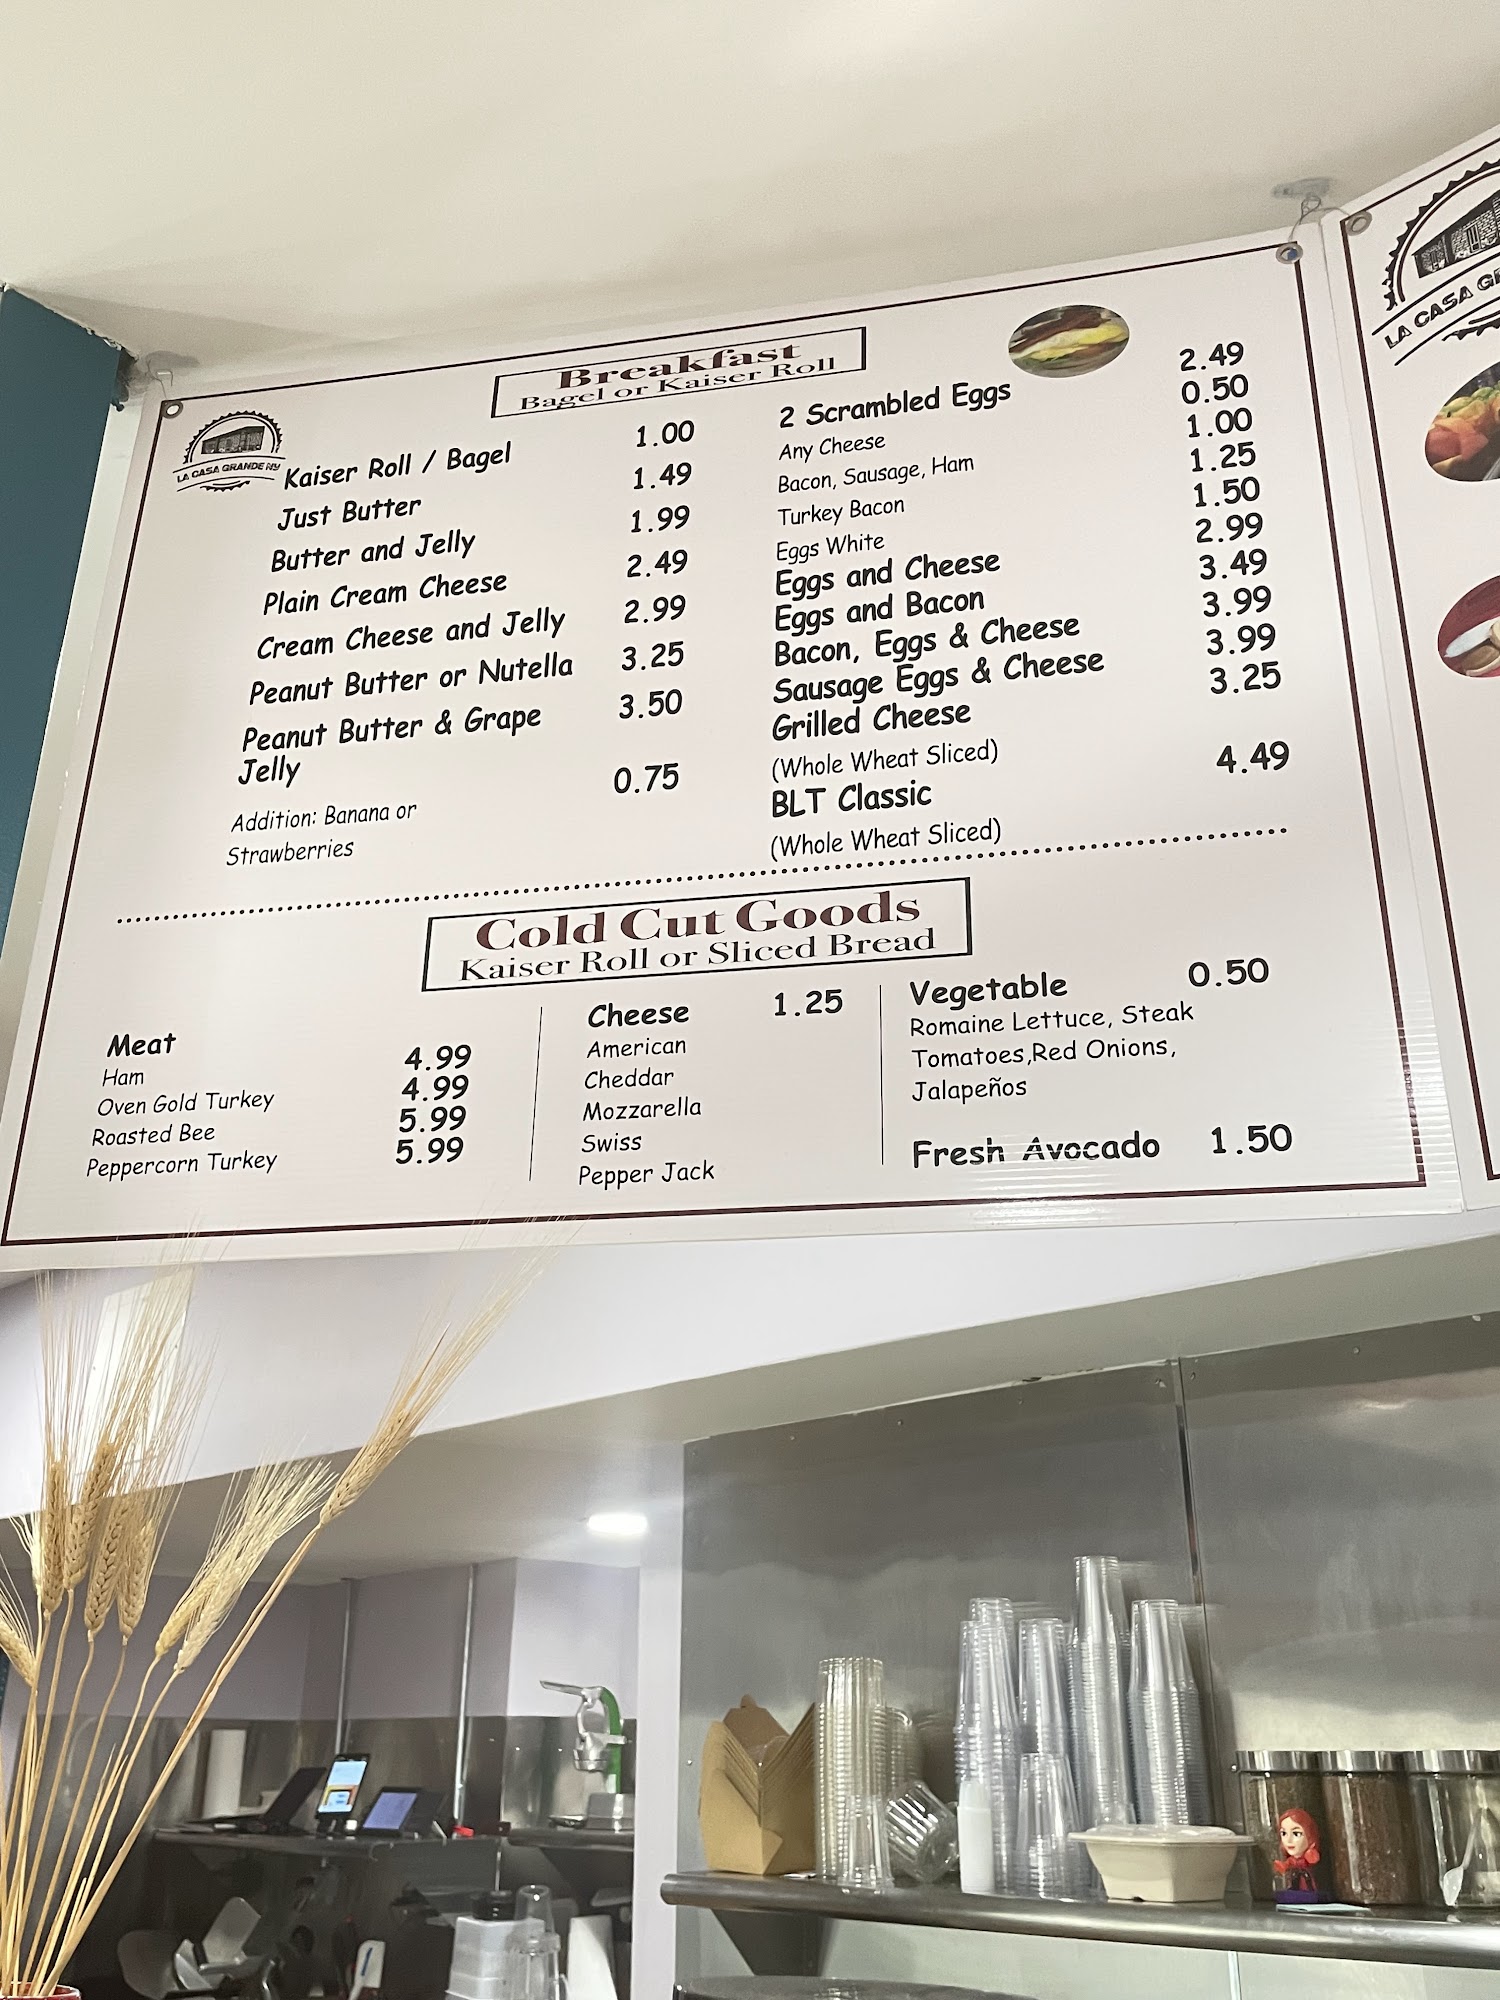 LA CASA GRANDE NY
Breakfast
Bagel or Kaiser Roll
Kaiser Roll / Bagel 1.00
Just Butter 1.49
Butter and Jelly 1.99
Plain Cream Cheese 2.49
Cream Cheese and Jelly 2.99
Peanut Butter or Nutella 3.25
Peanut Butter & Grape 3.50
Jelly
Addition: Banana or 0.75
Strawberries
2 Scrambled Eggs 2.49
Any Cheese 0.50
Bacon, Sausage, Ham 1.00
Turkey Bacon 1.25
Eggs White 1.50
Eggs and Cheese 2.99
Eggs and Bacon 3.49
Bacon, Eggs & Cheese 3.99
Sausage Eggs & Cheese 3.99
Grilled Cheese 3.25
(Whole Wheat Sliced)
BLT Classic 4.49
(Whole Wheat Sliced)
Cold Cut Goods
Kaiser Roll or Sliced Bread
Meat
Ham 4.99
Oven Gold Turkey 4.99
Roasted Bee 5.99
Peppercorn Turkey 5.99
Cheese 1.25
American
Cheddar
Mozzarella
Swiss
Pepper Jack
Vegetable 0.50
Romaine Lettuce, Steak
Tomatoes,Red Onions,
Jalapeños
Fresh Avocado 1.50
LA CASA